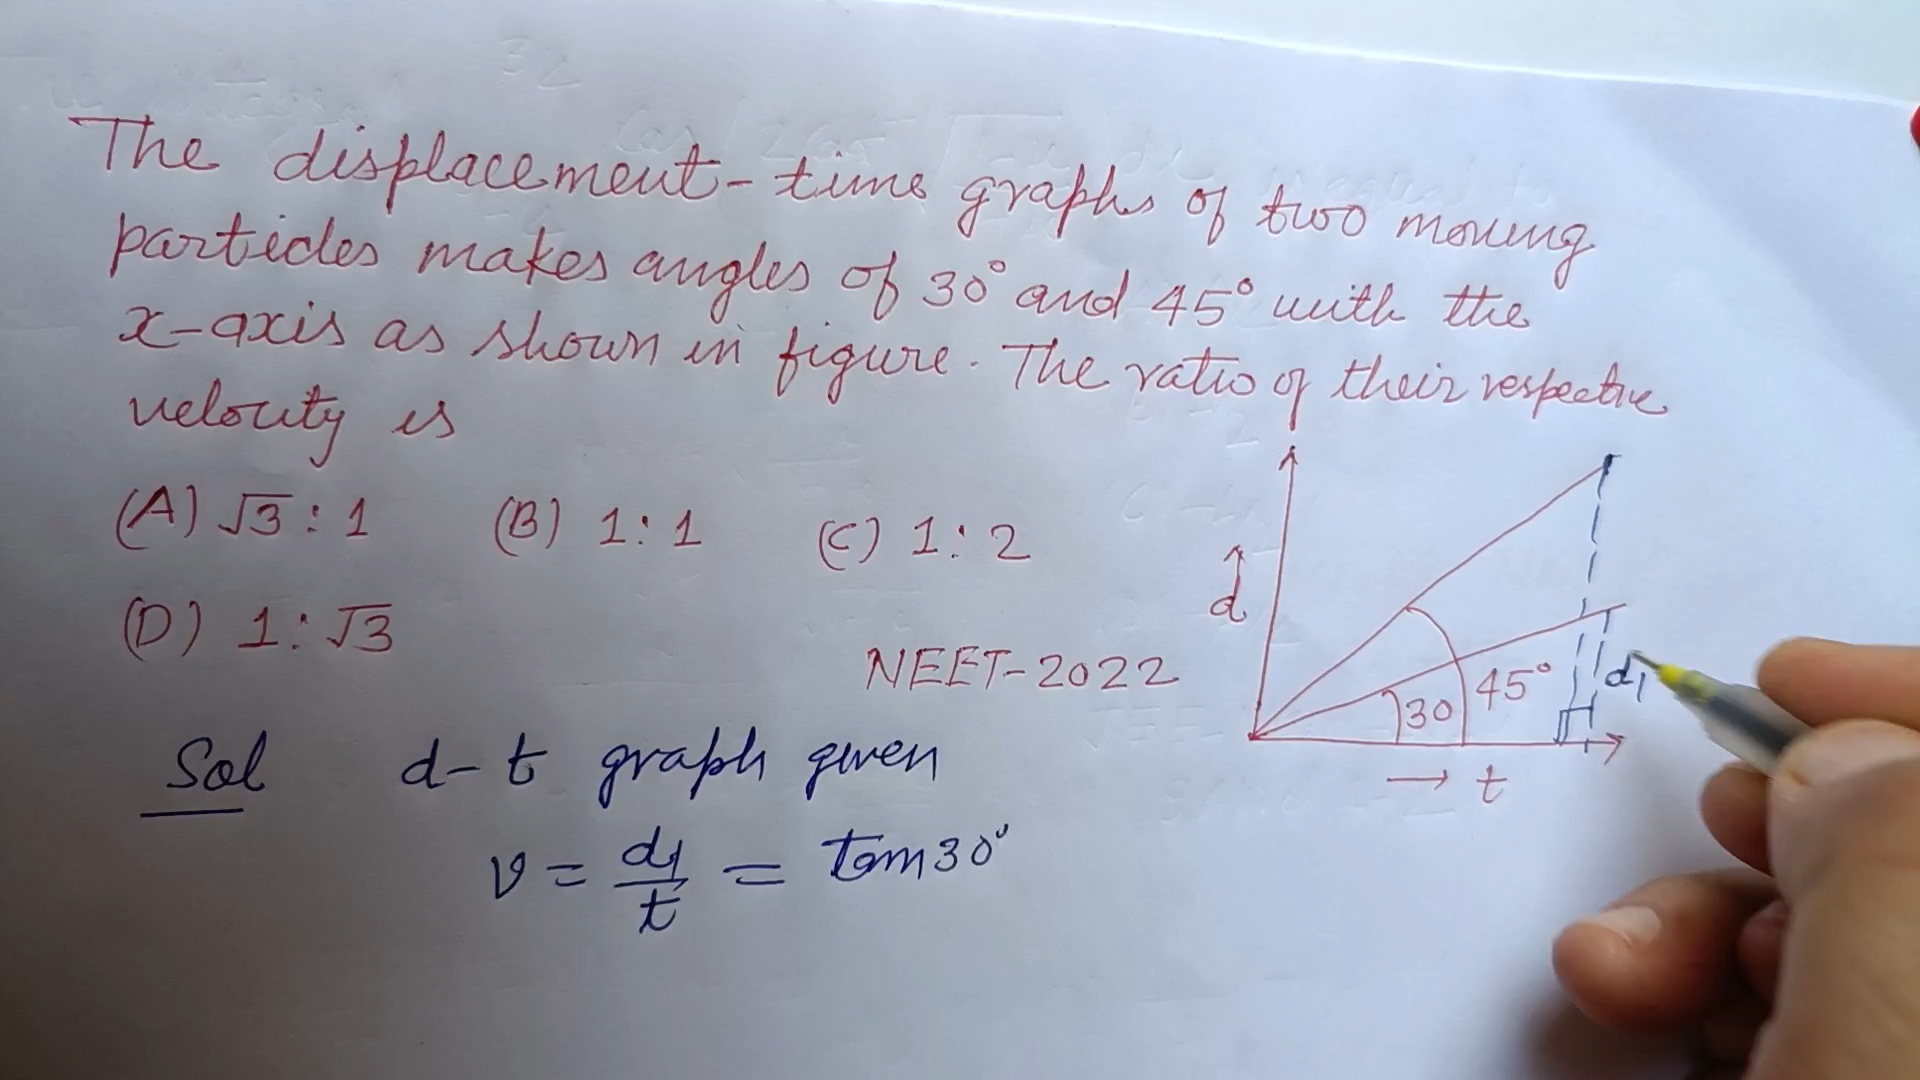 The displacement-time graphs of two moving
particles makes angles of 30° and 45° with the
x-axis as shown in figure. The ratio of their respective
velocity is
(A) √3 : 1 (B) 1 : 1 (C) 1 : 2
(D) 1 : √3
NEET-2022
d
45°
30
d1
→ t
Sol d-t graph given
v = d1/t = tan30°